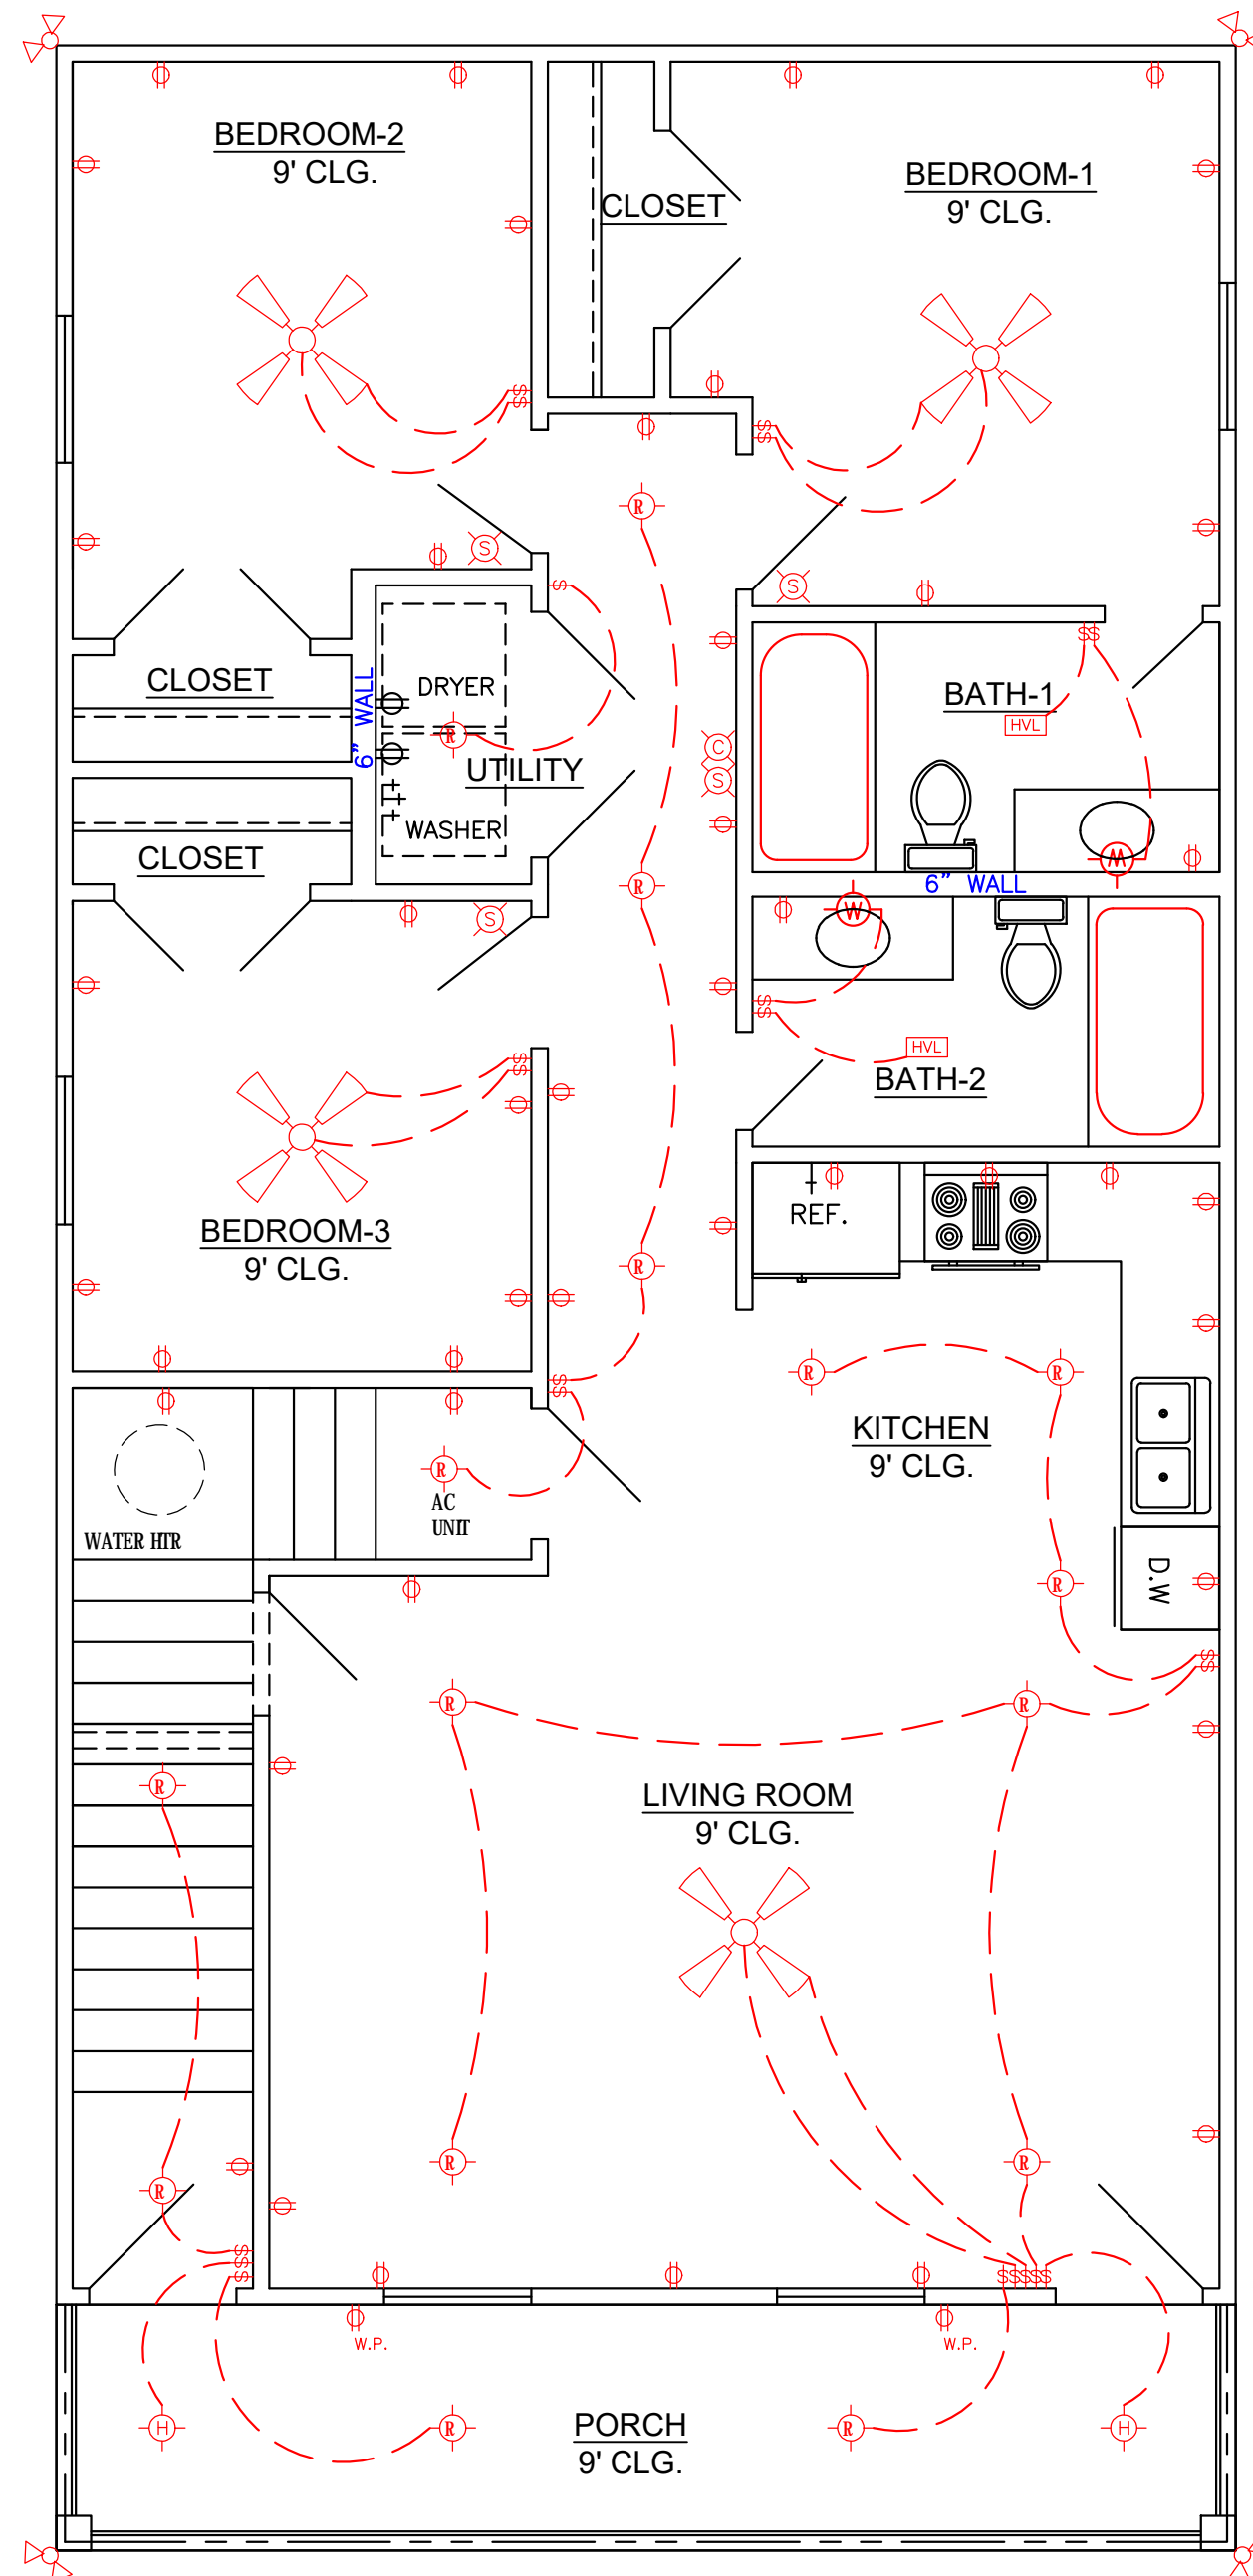 BEDROOM-2
9' CLG.
BEDROOM-1
9' CLG.
CLOSET
S
S
S
S
S
S
R
S
S
S
CLOSET
6” WALL
DRYER
R
UTILITY
WASHER
C
S
SS
BATH-1
HVL
CLOSET
R
S
6” WALL
W
W
S
S
HVL
BATH-2
S
S
BEDROOM-3
9' CLG.
R
REF.
S
S
R
R
KITCHEN
9' CLG.
R
AC
UNIT
WATER HTR
R
D.W
S
S
R
R
R
LIVING ROOM
9' CLG.
R
R
R
S
S
S
SSSSS
W.P.
W.P.
H
R
R
H
PORCH
9' CLG.